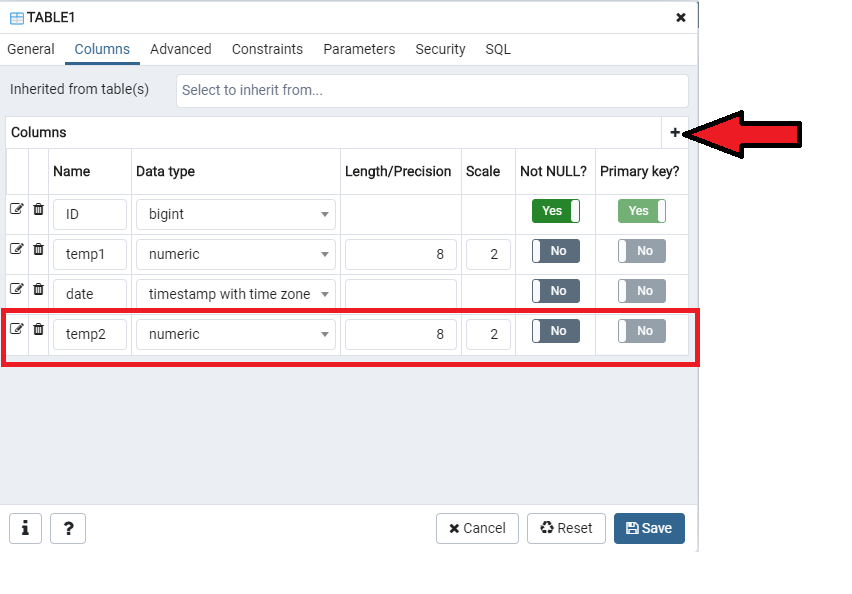 TABLE1
General Columns Advanced Constraints Parameters Security SQL
Inherited from table(s) Select to inherit from...
Columns
Name Data type Length/Precision Scale Not NULL? Primary key?
ID bigint Yes Yes
temp1 numeric 8 2 No No
date timestamp with time zone No No
temp2 numeric 8 2 No No
i ? Cancel Reset Save